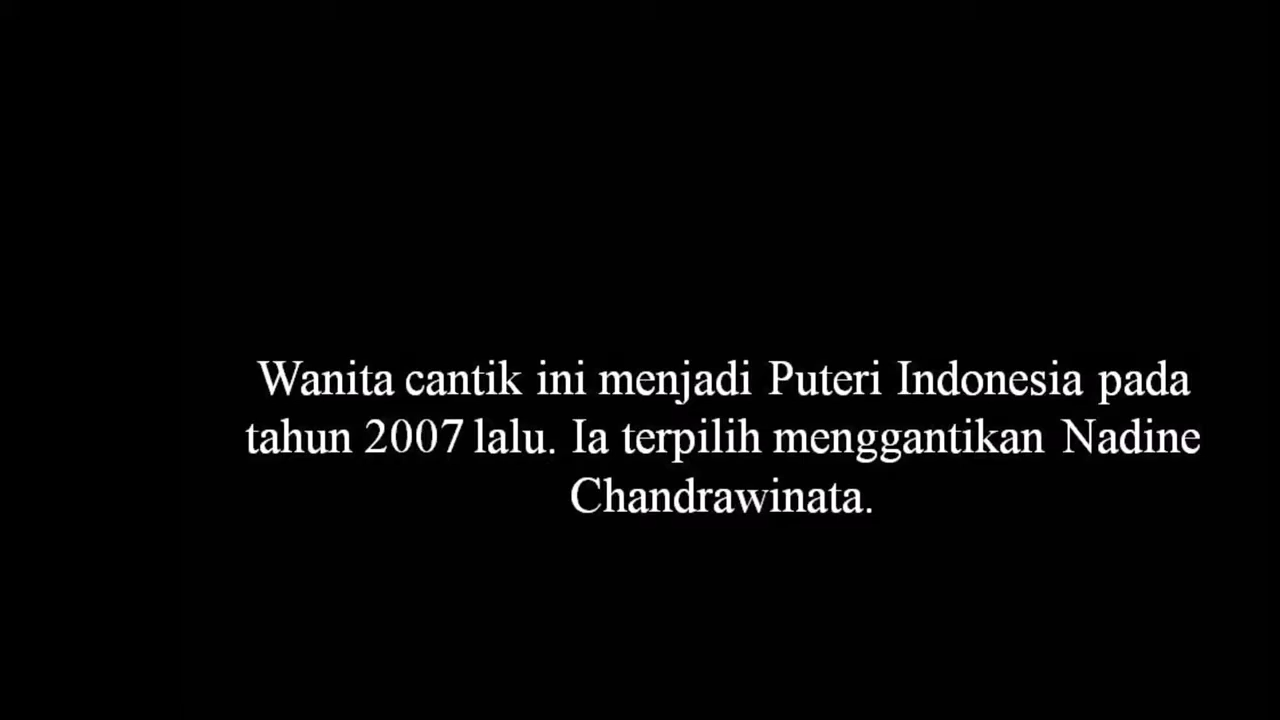 Wanita cantik ini menjadi Puteri Indonesia pada
tahun 2007 lalu. Ia terpilih menggantikan Nadine
Chandrawinata.